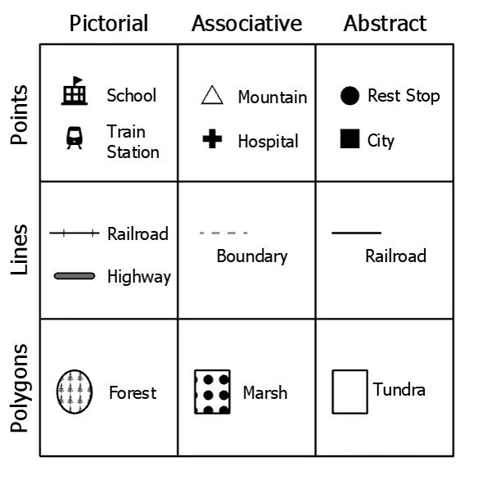 Pictorial Associative Abstract
Points
School Mountain Rest Stop
Train
Station Hospital City
Lines
Railroad Boundary Railroad
Highway
Polygons
Forest Marsh Tundra